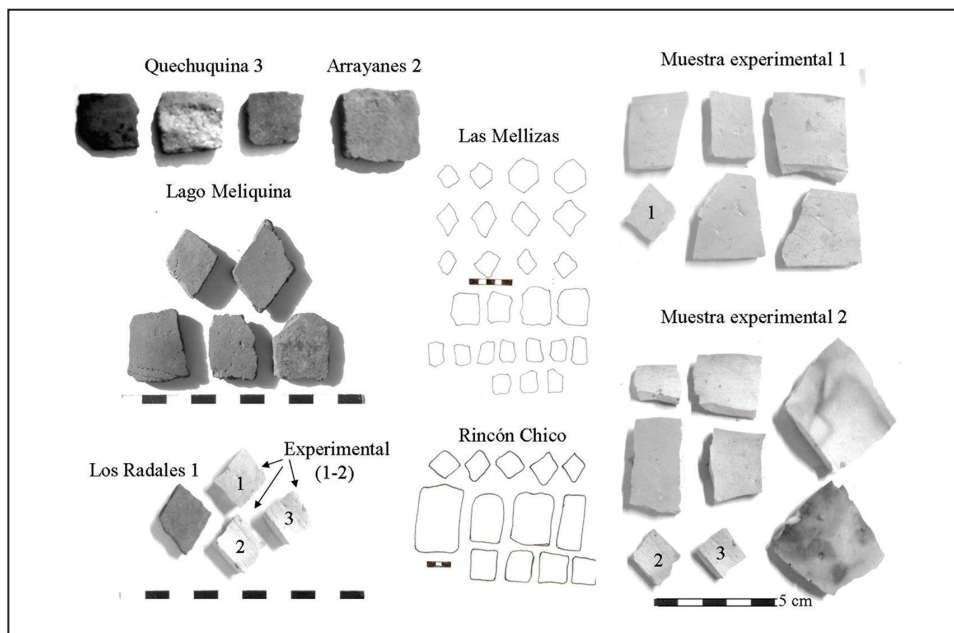 Quechuquina 3
Arrayanes 2
Muestra experimental 1
Las Mellizas
Lago Meliquina
1
Muestra experimental 2
Los Radales 1
Experimental
(1-2)
1
3
2
Rincón Chico
2
3
5 cm